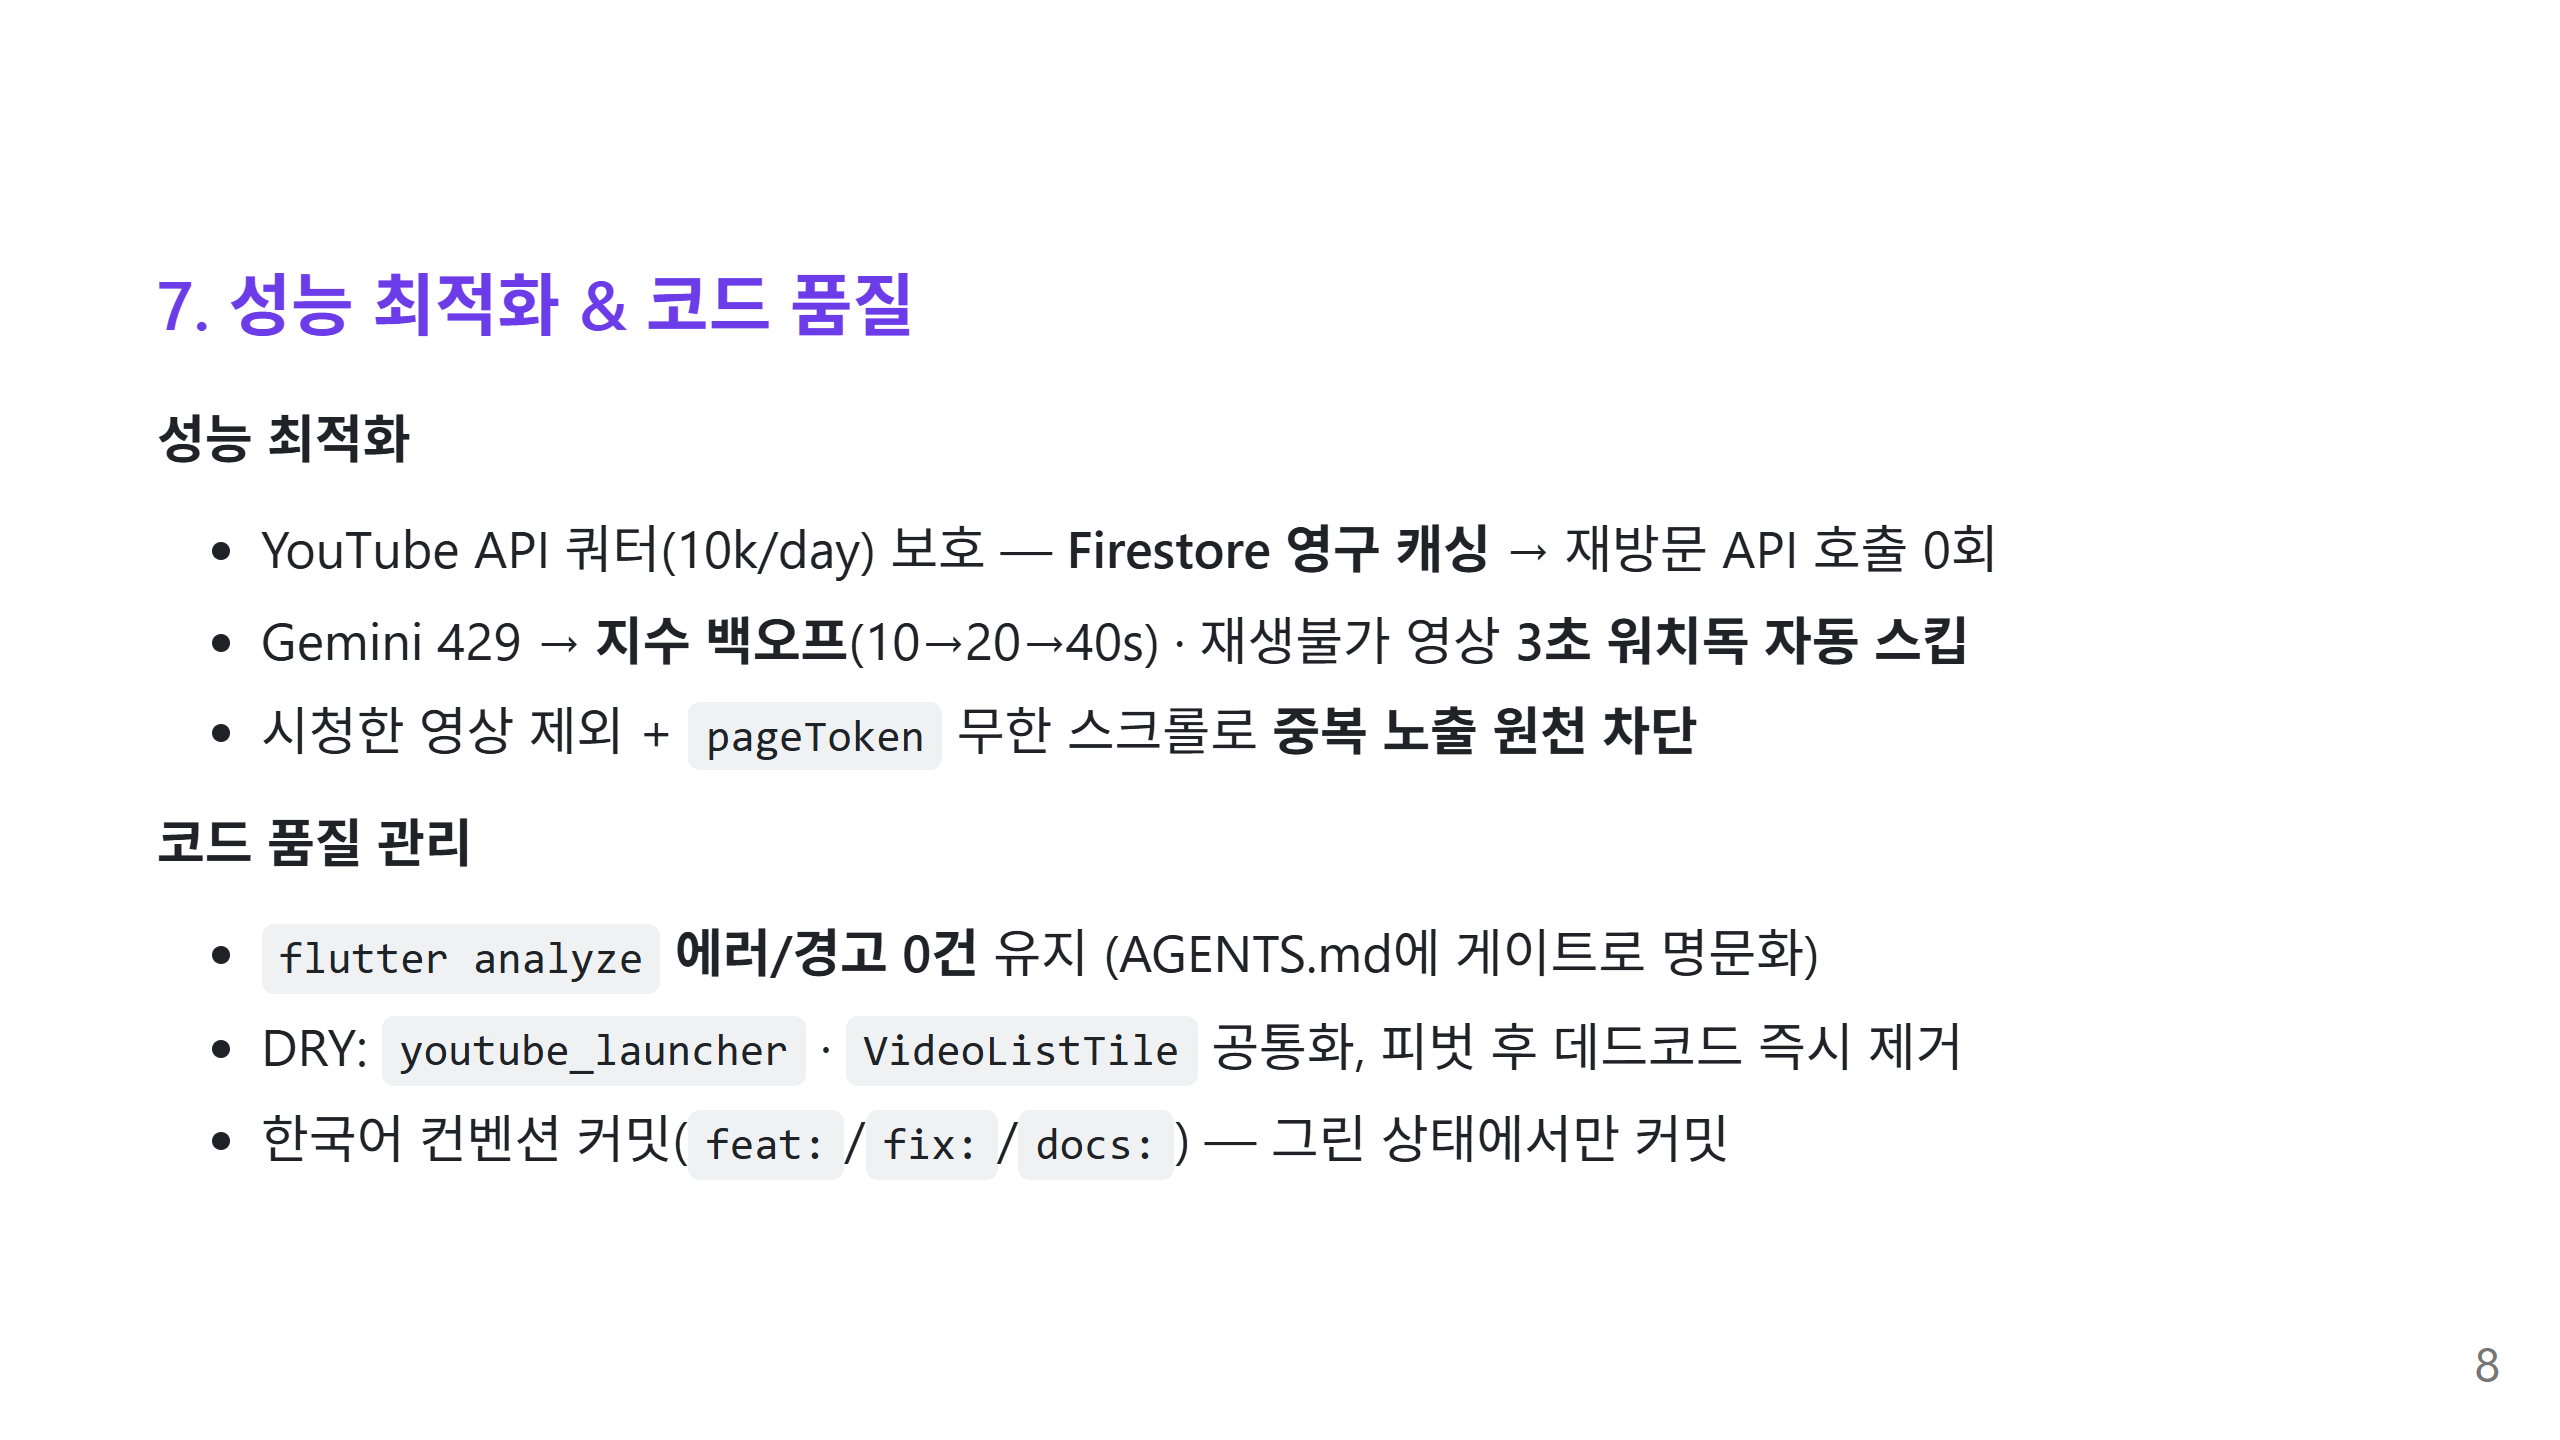 7. 성능 최적화 & 코드 품질
성능 최적화
• YouTube API 쿼터(10k/day) 보호 — Firestore 영구 캐싱 → 재방문 API 호출 0회
• Gemini 429 → 지수 백오프(10→20→40s) · 재생불가 영상 3초 워치독 자동 스킵
• 시청한 영상 제외 + pageToken 무한 스크롤로 중복 노출 원천 차단
코드 품질 관리
• flutter analyze 에러/경고 0건 유지 (AGENTS.md에 게이트로 명문화)
• DRY: youtube_launcher · VideoListTile 공통화, 피벗 후 데드코드 즉시 제거
• 한국어 컨벤션 커밋(feat:/fix:/docs:) — 그린 상태에서만 커밋
8